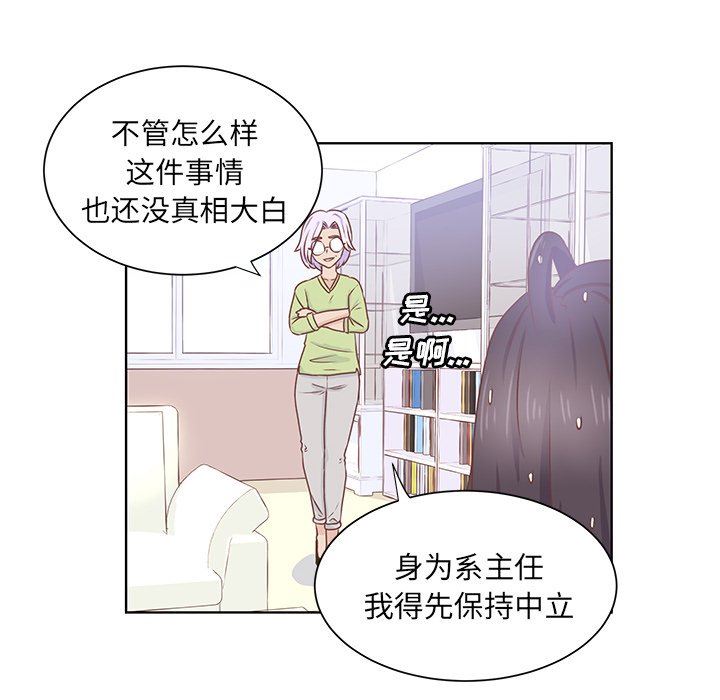 不管怎么样
这件事情
也还没真相大白
是...
是啊...
身为系主任
我得先保持中立